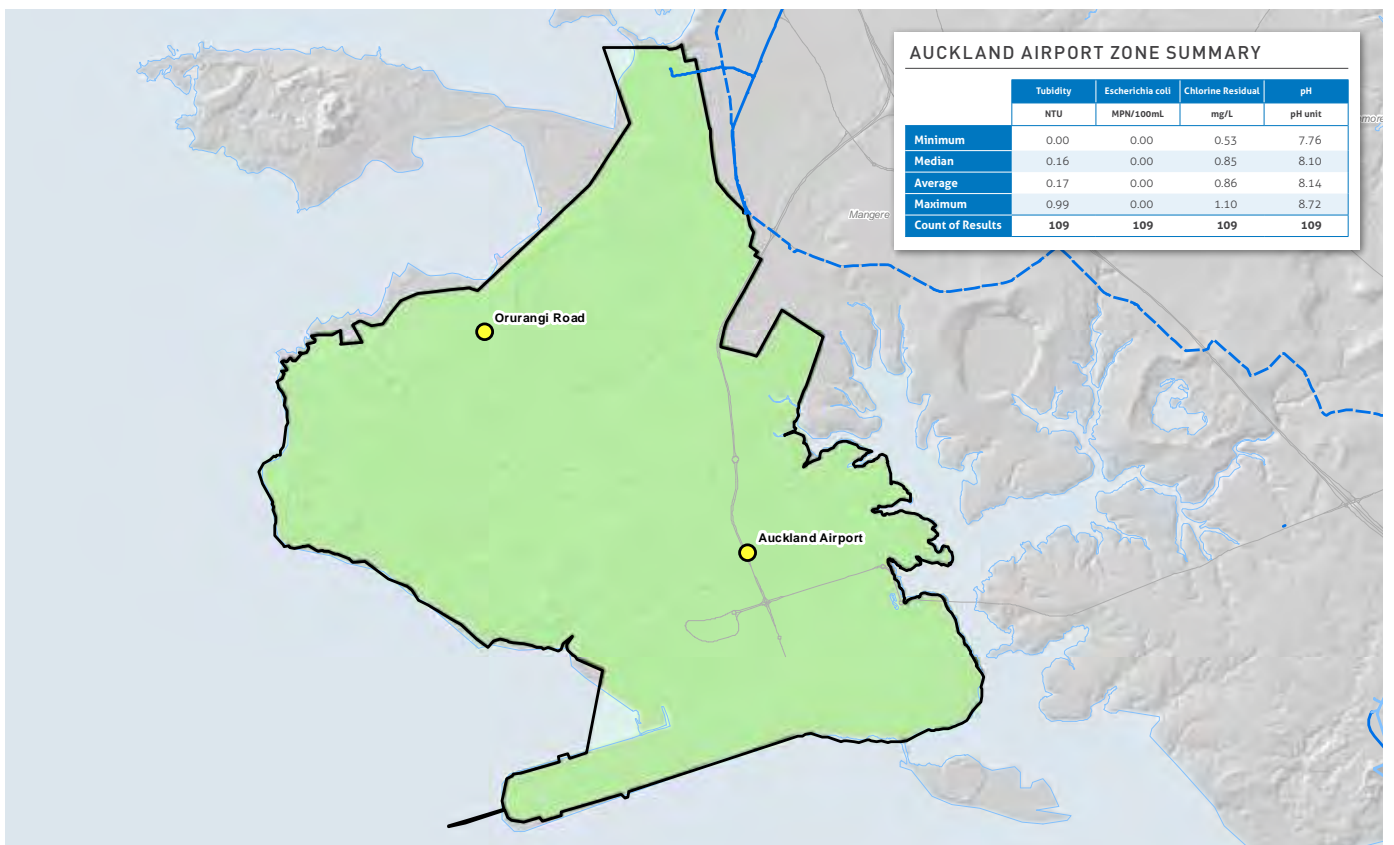 AUCKLAND AIRPORT ZONE SUMMARY
Tubidity Escherichia coli Chlorine Residual pH
NTU MPN/100mL mg/L pH unit
Minimum 0.00 0.00 0.53 7.76
Median 0.16 0.00 0.85 8.10
Average 0.17 0.00 0.86 8.14
Maximum 0.99 0.00 1.10 8.72
Count of Results 109 109 109 109
Mangere
Orurangi Road
Auckland Airport